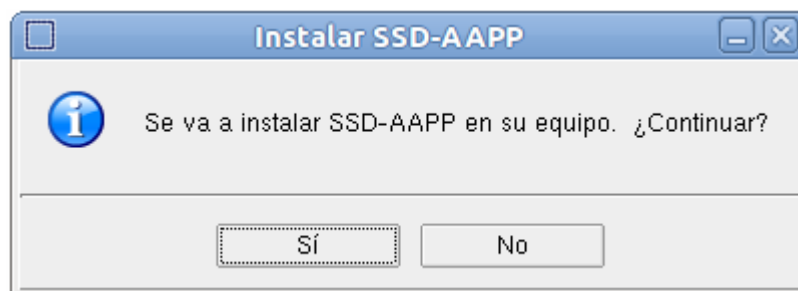 Instalar SSD-AAPP
Se va a instalar SSD-AAPP en su equipo. ¿Continuar?
Sí No